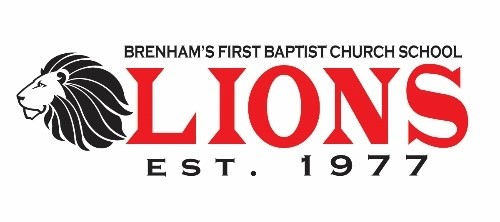 BRENHAM'S FIRST BAPTIST CHURCH SCHOOL
LIONS
EST. 1977